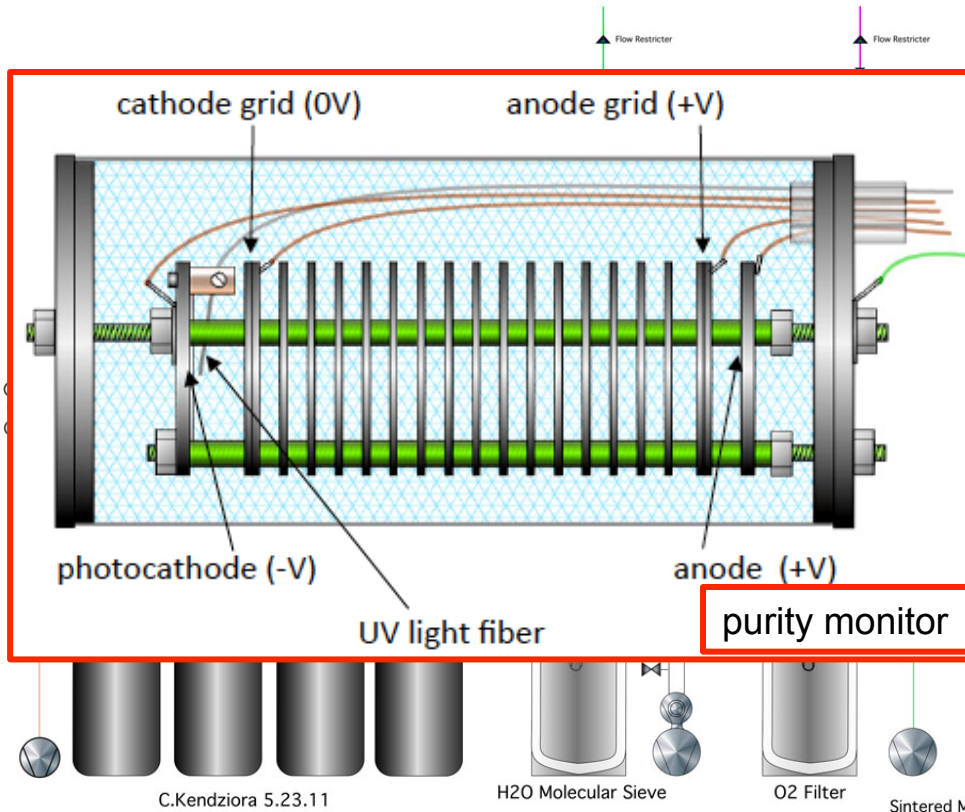 Flow Restricter
Flow Restricter
cathode grid (0V)
anode grid (+V)
photocathode (-V)
anode (+V)
UV light fiber
purity monitor
C.Kendziora 5.23.11
H2O Molecular Sieve
O2 Filter
Sintered